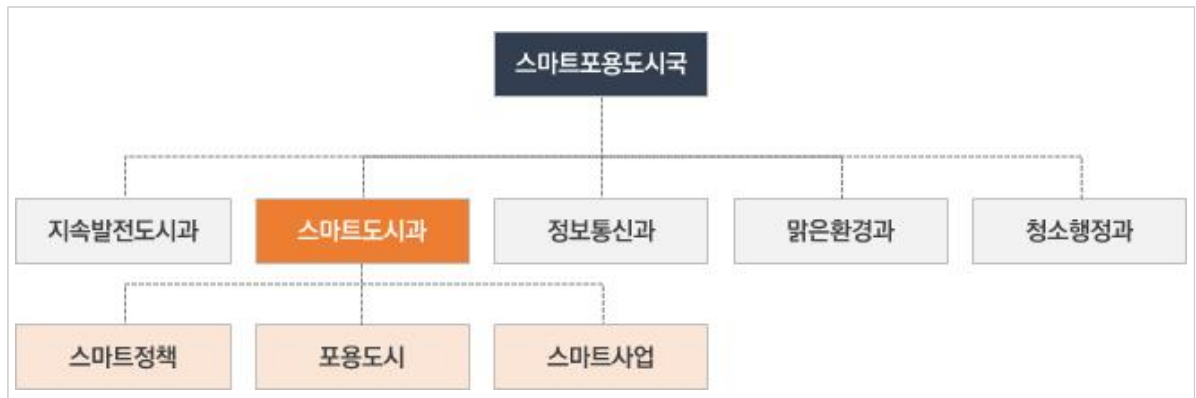 스마트포용도시국
지속발전도시과
스마트도시과
정보통신과
맑은환경과
청소행정과
스마트정책
포용도시
스마트사업